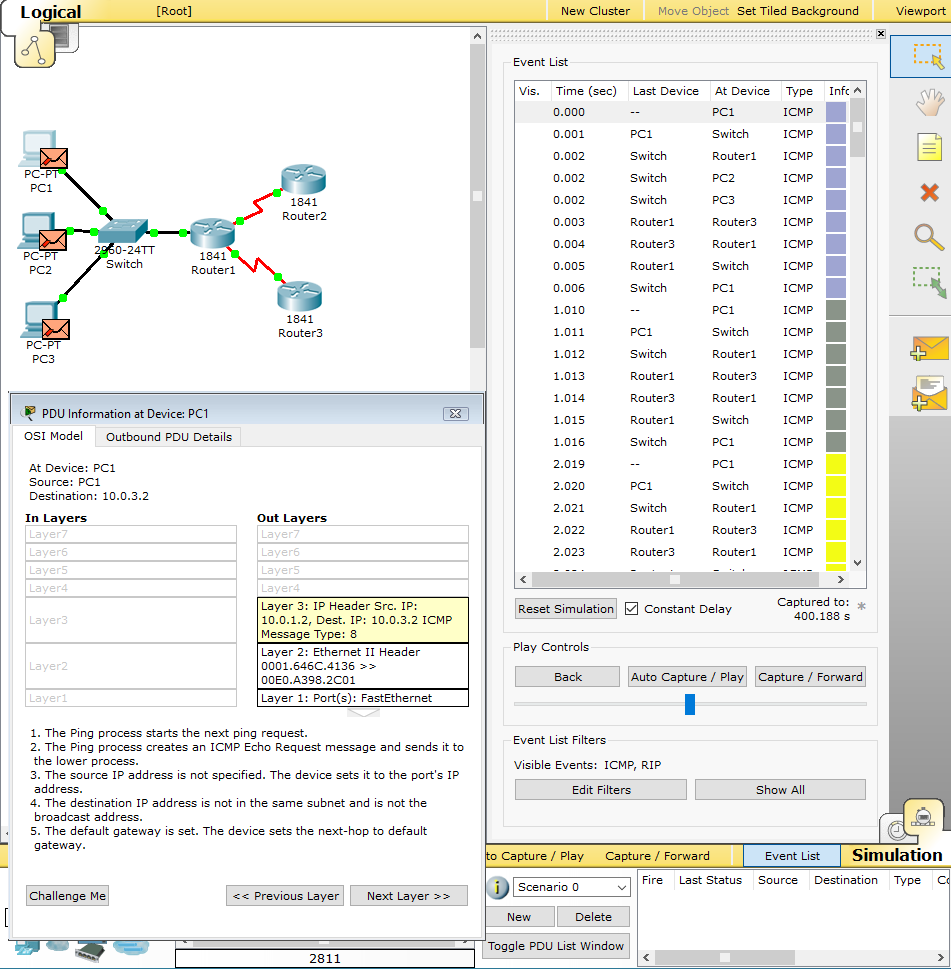 Logical
[Root]
New Cluster
Move Object
Set Tiled Background
Viewport
PC-PT
PC1
PC-PT
PC2
PC-PT
PC3
2960-24TT
Switch
1841
Router1
1841
Router2
1841
Router3
Event List
Vis. Time (sec) Last Device At Device Type Info
0.000 -- PC1 ICMP
0.001 PC1 Switch ICMP
0.002 Switch Router1 ICMP
0.002 Switch PC2 ICMP
0.002 Switch PC3 ICMP
0.003 Router1 Router3 ICMP
0.004 Router3 Router1 ICMP
0.005 Router1 Switch ICMP
0.006 Switch PC1 ICMP
1.010 -- PC1 ICMP
1.011 PC1 Switch ICMP
1.012 Switch Router1 ICMP
1.013 Router1 Router3 ICMP
1.014 Router3 Router1 ICMP
1.015 Router1 Switch ICMP
1.016 Switch PC1 ICMP
2.019 -- PC1 ICMP
2.020 PC1 Switch ICMP
2.021 Switch Router1 ICMP
2.022 Router1 Router3 ICMP
2.023 Router3 Router1 ICMP
Reset Simulation
Constant Delay
Captured to:
400.188 s
*
Play Controls
Back
Auto Capture / Play
Capture / Forward
Event List Filters
Visible Events: ICMP, RIP
Edit Filters
Show All
PDU Information at Device: PC1
OSI Model
Outbound PDU Details
At Device: PC1
Source: PC1
Destination: 10.0.3.2
In Layers
Layer7
Layer6
Layer5
Layer4
Layer3
Layer2
Layer1
Out Layers
Layer7
Layer6
Layer5
Layer4
Layer 3: IP Header Src. IP:
10.0.1.2, Dest. IP: 10.0.3.2 ICMP
Message Type: 8
Layer 2: Ethernet II Header
0001.646C.4136 >>
00E0.A398.2C01
Layer 1: Port(s): FastEthernet
1. The Ping process starts the next ping request.
2. The Ping process creates an ICMP Echo Request message and sends it to
the lower process.
3. The source IP address is not specified. The device sets it to the port's IP
address.
4. The destination IP address is not in the same subnet and is not the
broadcast address.
5. The default gateway is set. The device sets the next-hop to default
gateway.
Challenge Me
<< Previous Layer
Next Layer >>
to Capture / Play
Capture / Forward
Event List
Simulation
Scenario 0
New
Delete
Toggle PDU List Window
Fire Last Status Source Destination Type Co
2811